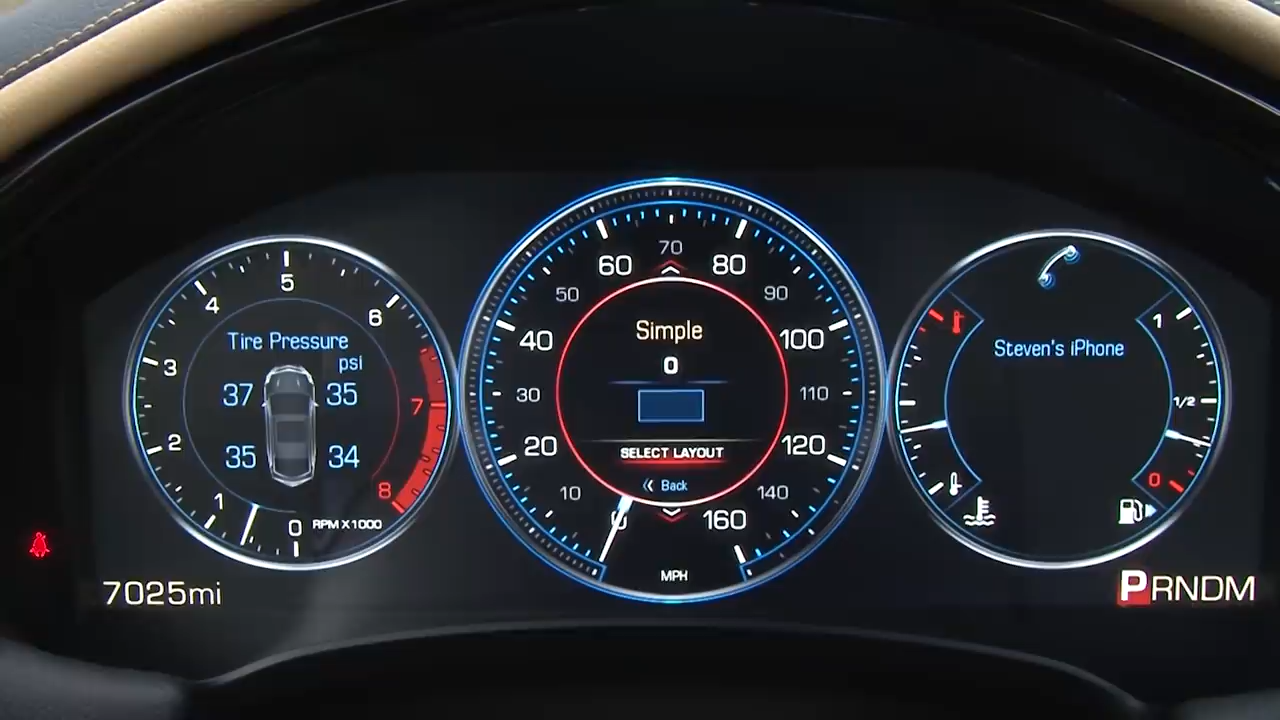 5
4
6
3
7
2
8
1
0
RPM X1000
Tire Pressure
psi
37 35
35 34
7025mi
70
60 80
50 90
40 100
30 110
20 120
10 140
0 160
MPH
Simple
0
SELECT LAYOUT
Back
Steven's iPhone
1
1/2
0
PRNDM